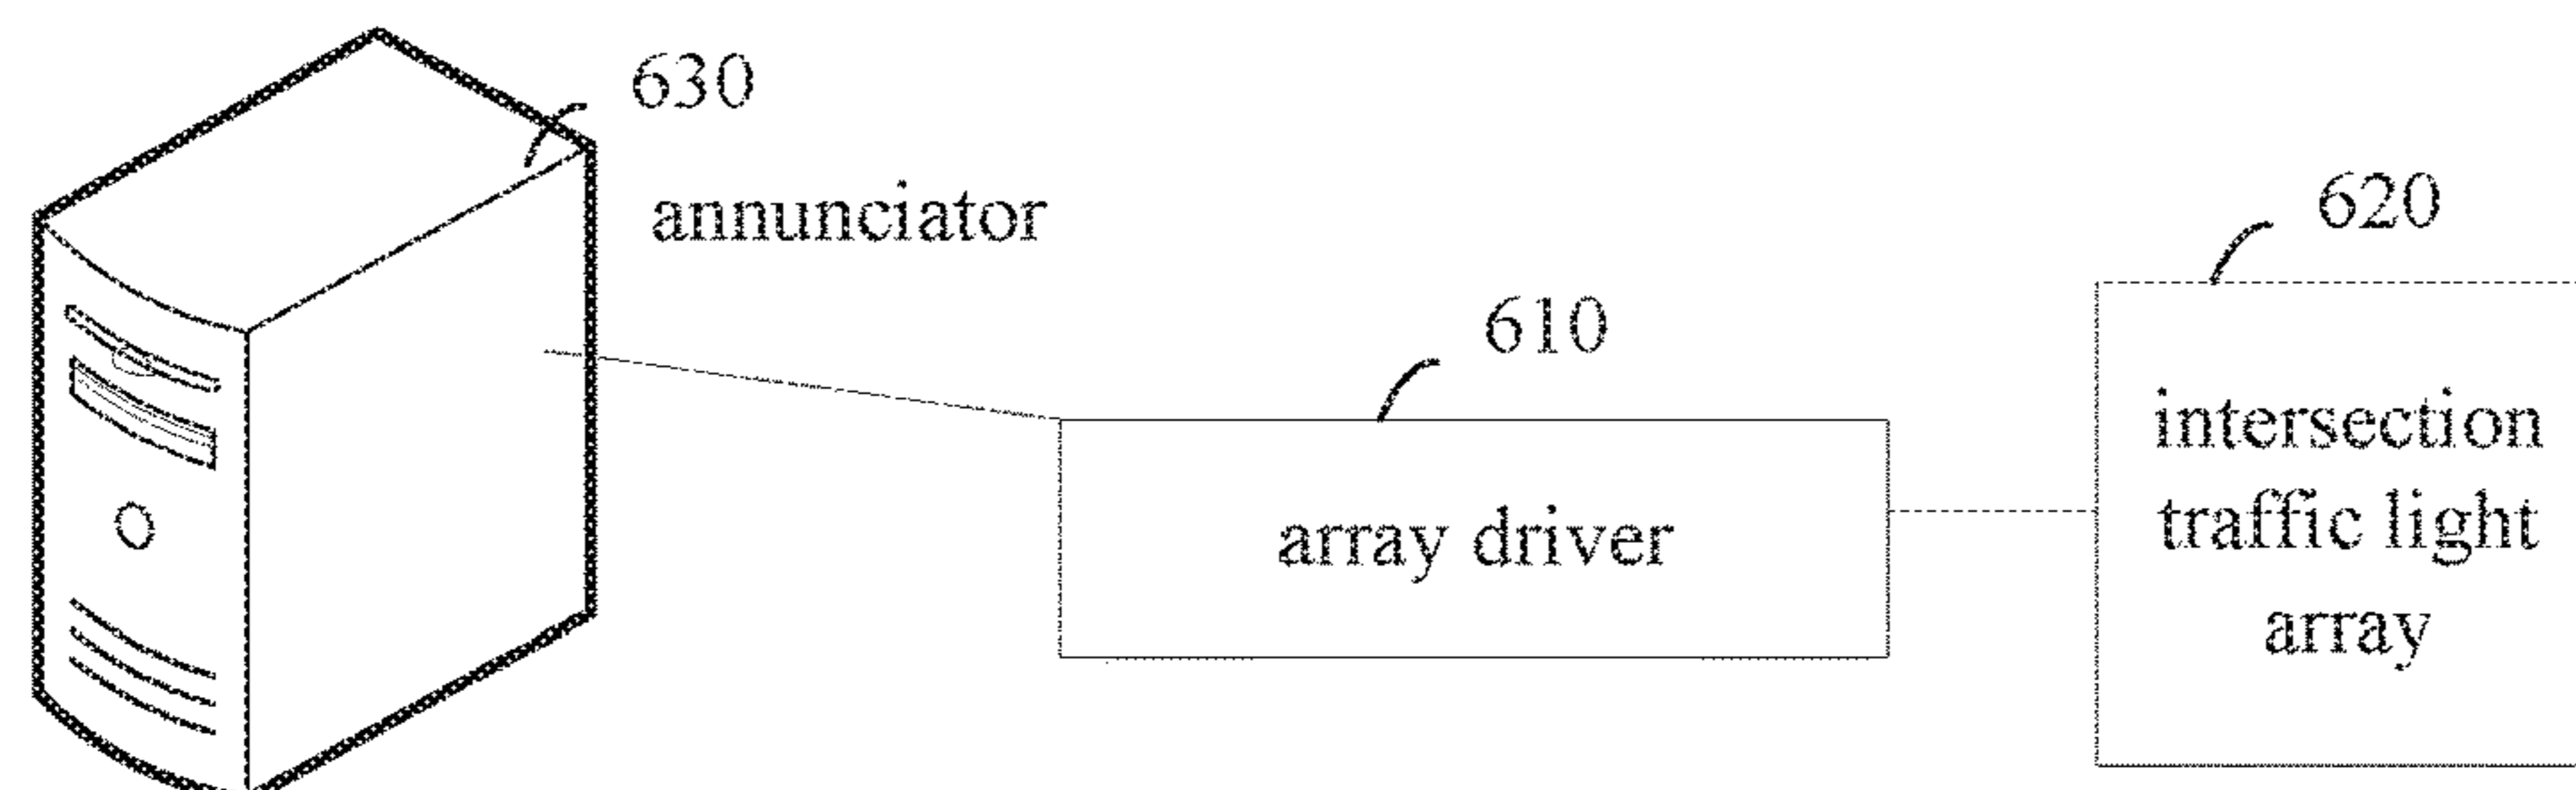 630
annunciator
620
610
intersection
traffic light
array
array driver